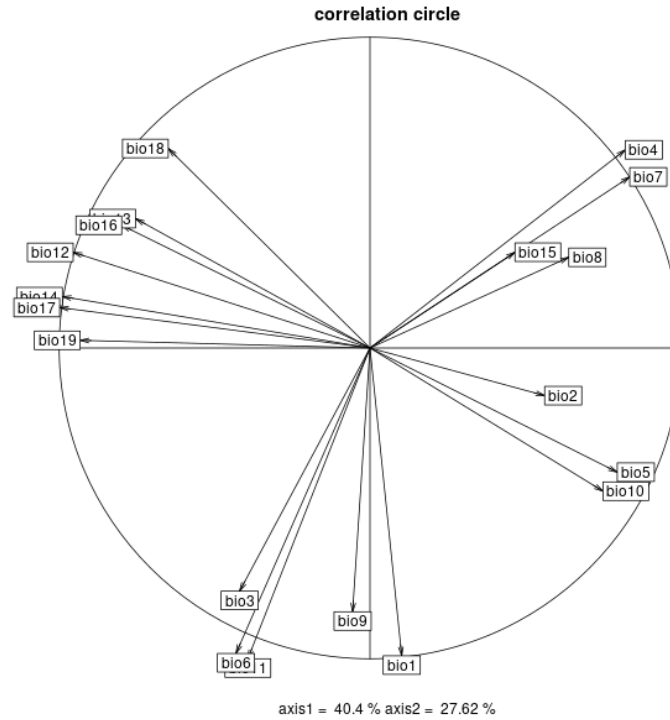 correlation circle
bio18
bio4
bio7
bio16
bio12
bio15
bio8
bio14
bio17
bio19
bio2
bio5
bio10
bio3
bio9
bio6
bio1
axis1 = 40.4 % axis2 = 27.62 %